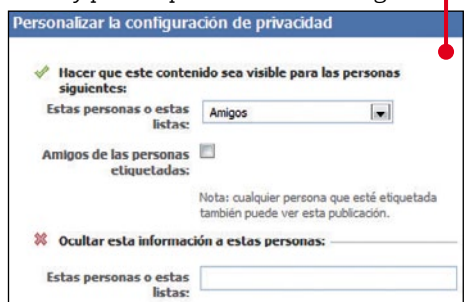 Personalizar la configuración de privacidad
Hacer que este contenido sea visible para las personas
siguientes:
Estas personas o estas
listas:
Amigos
Amigos de las personas
etiquetadas:
Nota: cualquier persona que esté etiquetada
también puede ver esta publicación.
Ocultar esta información a estas personas:
Estas personas o estas
listas: